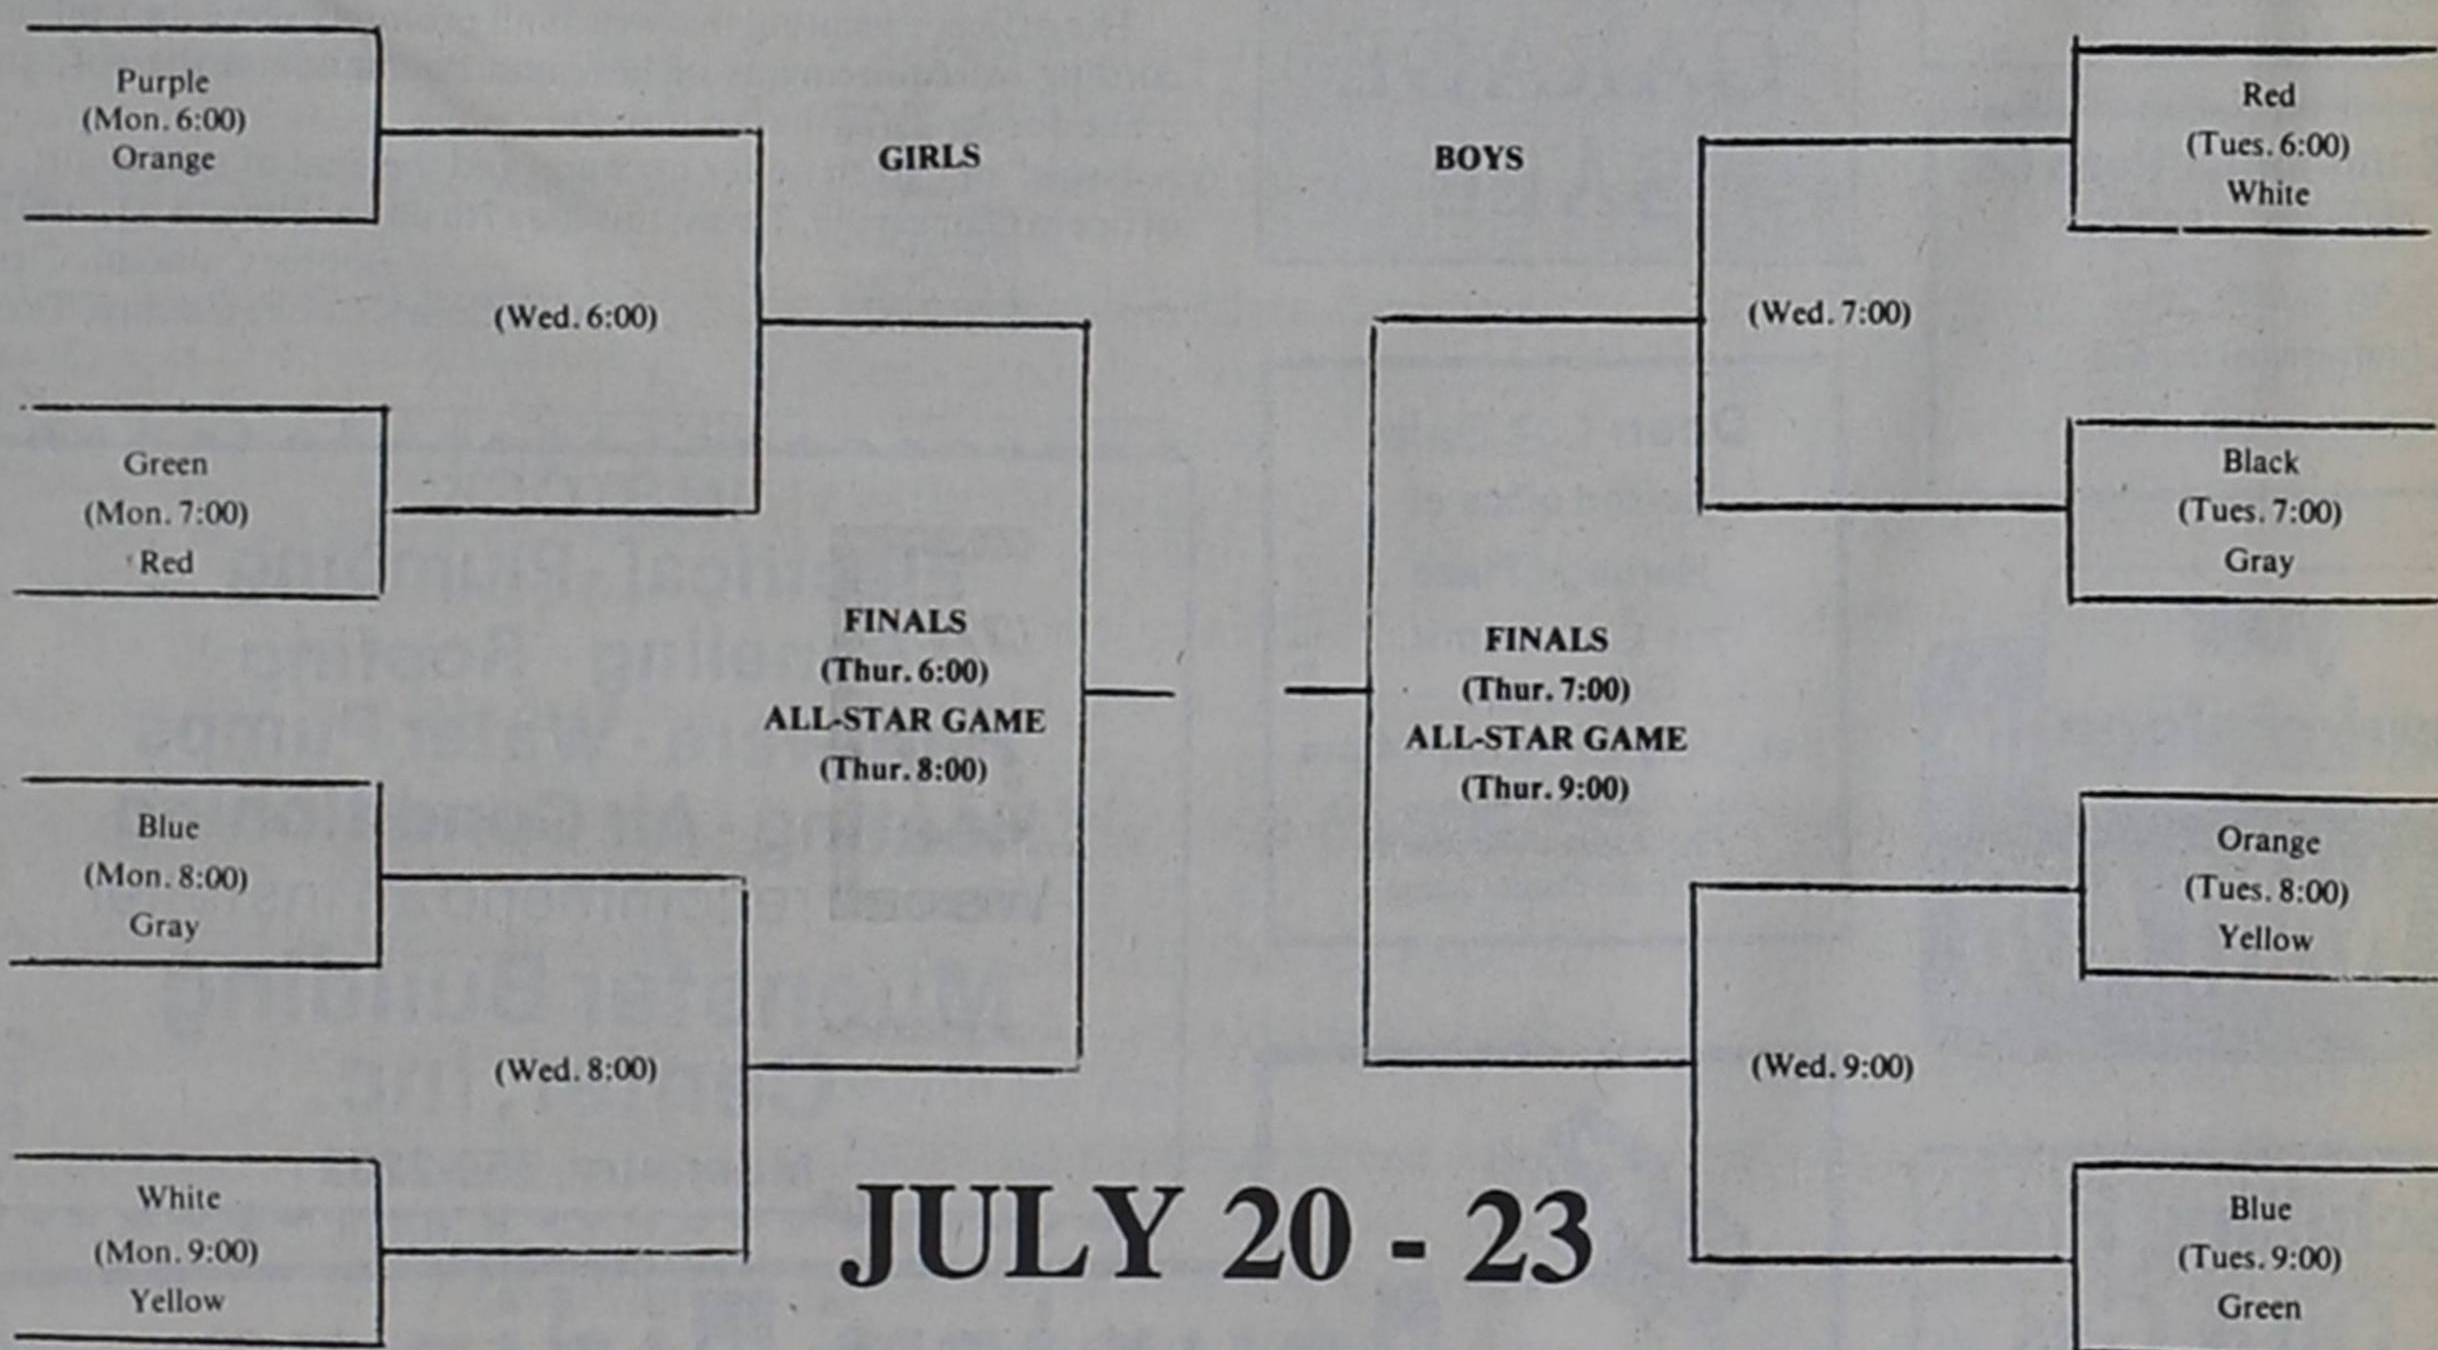 Purple
(Mon. 6:00)
Orange
GIRLS
(Wed. 6:00)
Green
(Mon. 7:00)
Red
FINALS
(Thur. 6:00)
ALL-STAR GAME
(Thur. 8:00)
Blue
(Mon. 8:00)
Gray
(Wed. 8:00)
White
(Mon. 9:00)
Yellow
BOYS
Red
(Tues. 6:00)
White
(Wed. 7:00)
Black
(Tues. 7:00)
Gray
FINALS
(Thur. 7:00)
ALL-STAR GAME
(Thur. 9:00)
Orange
(Tues. 8:00)
Yellow
(Wed. 9:00)
Blue
(Tues. 9:00)
Green
JULY 20 - 23